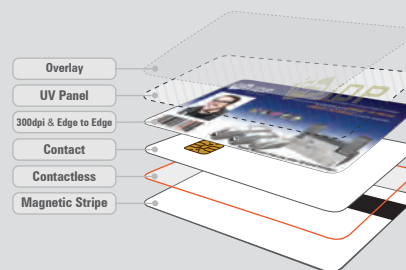 Overlay
UV Panel
300dpi & Edge to Edge
Contact
Contactless
Magnetic Stripe